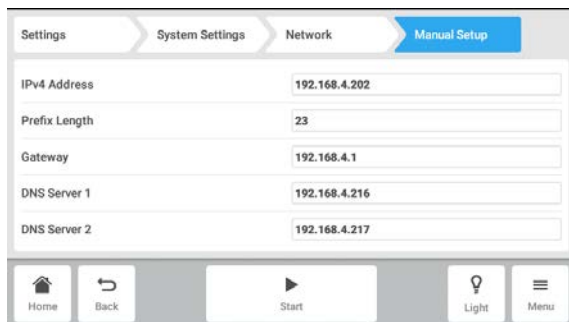 Settings System Settings Network Manual Setup
IPv4 Address 192.168.4.202
Prefix Length 23
Gateway 192.168.4.1
DNS Server 1 192.168.4.216
DNS Server 2 192.168.4.217
Home Back Start Light Menu